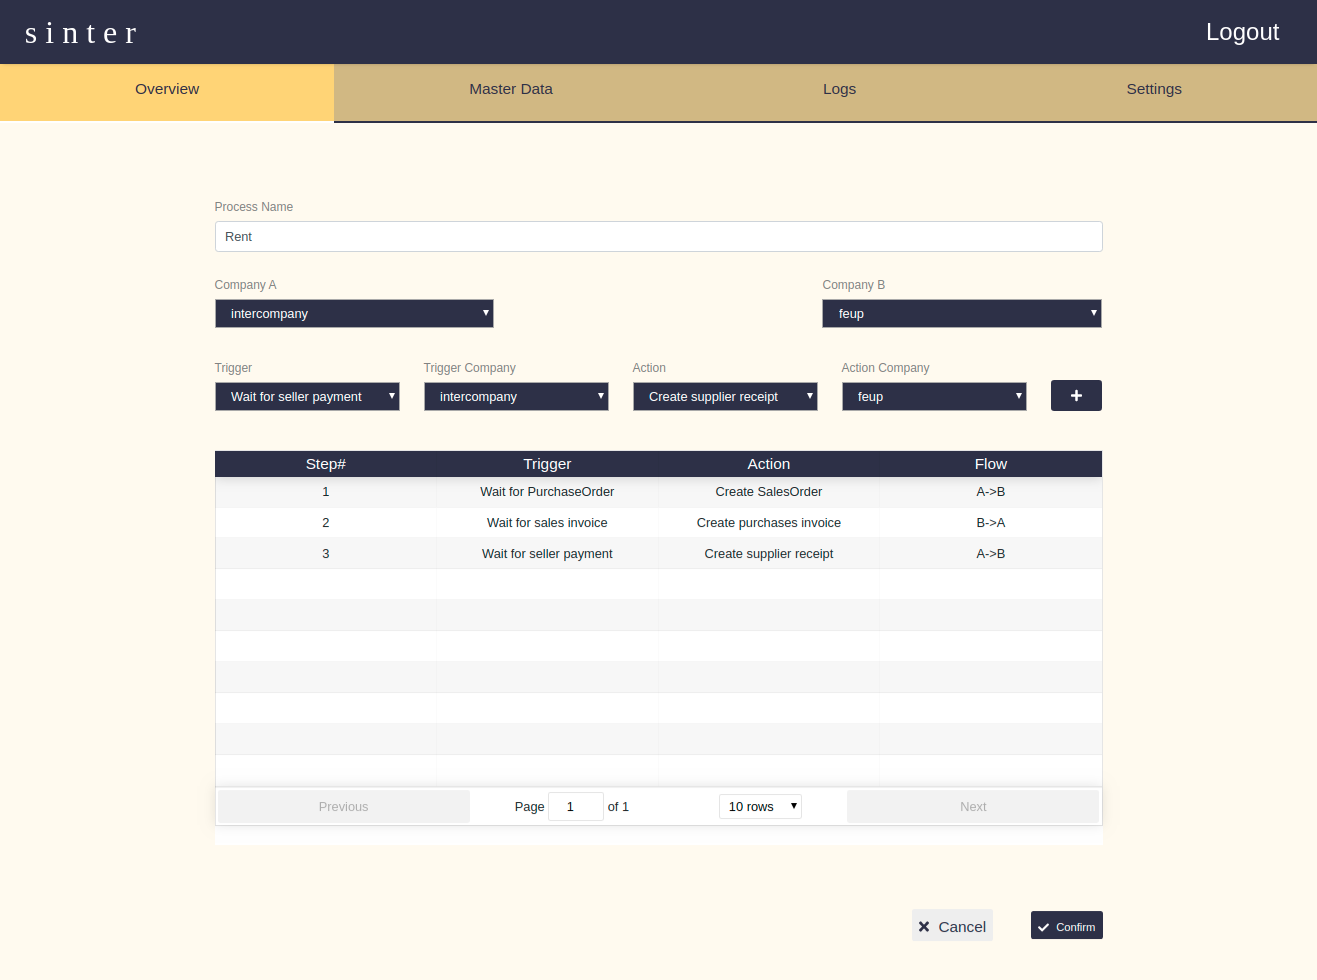 sinter Logout
Overview Master Data Logs Settings
Process Name
Rent
Company A Company B
intercompany feup
Trigger Trigger Company Action Action Company
Wait for seller payment intercompany Create supplier receipt feup
Step# Trigger Action Flow
1 Wait for PurchaseOrder Create SalesOrder A->B
2 Wait for sales invoice Create purchases invoice B->A
3 Wait for seller payment Create supplier receipt A->B
Previous Page 1 of 1 10 rows Next
Cancel Confirm